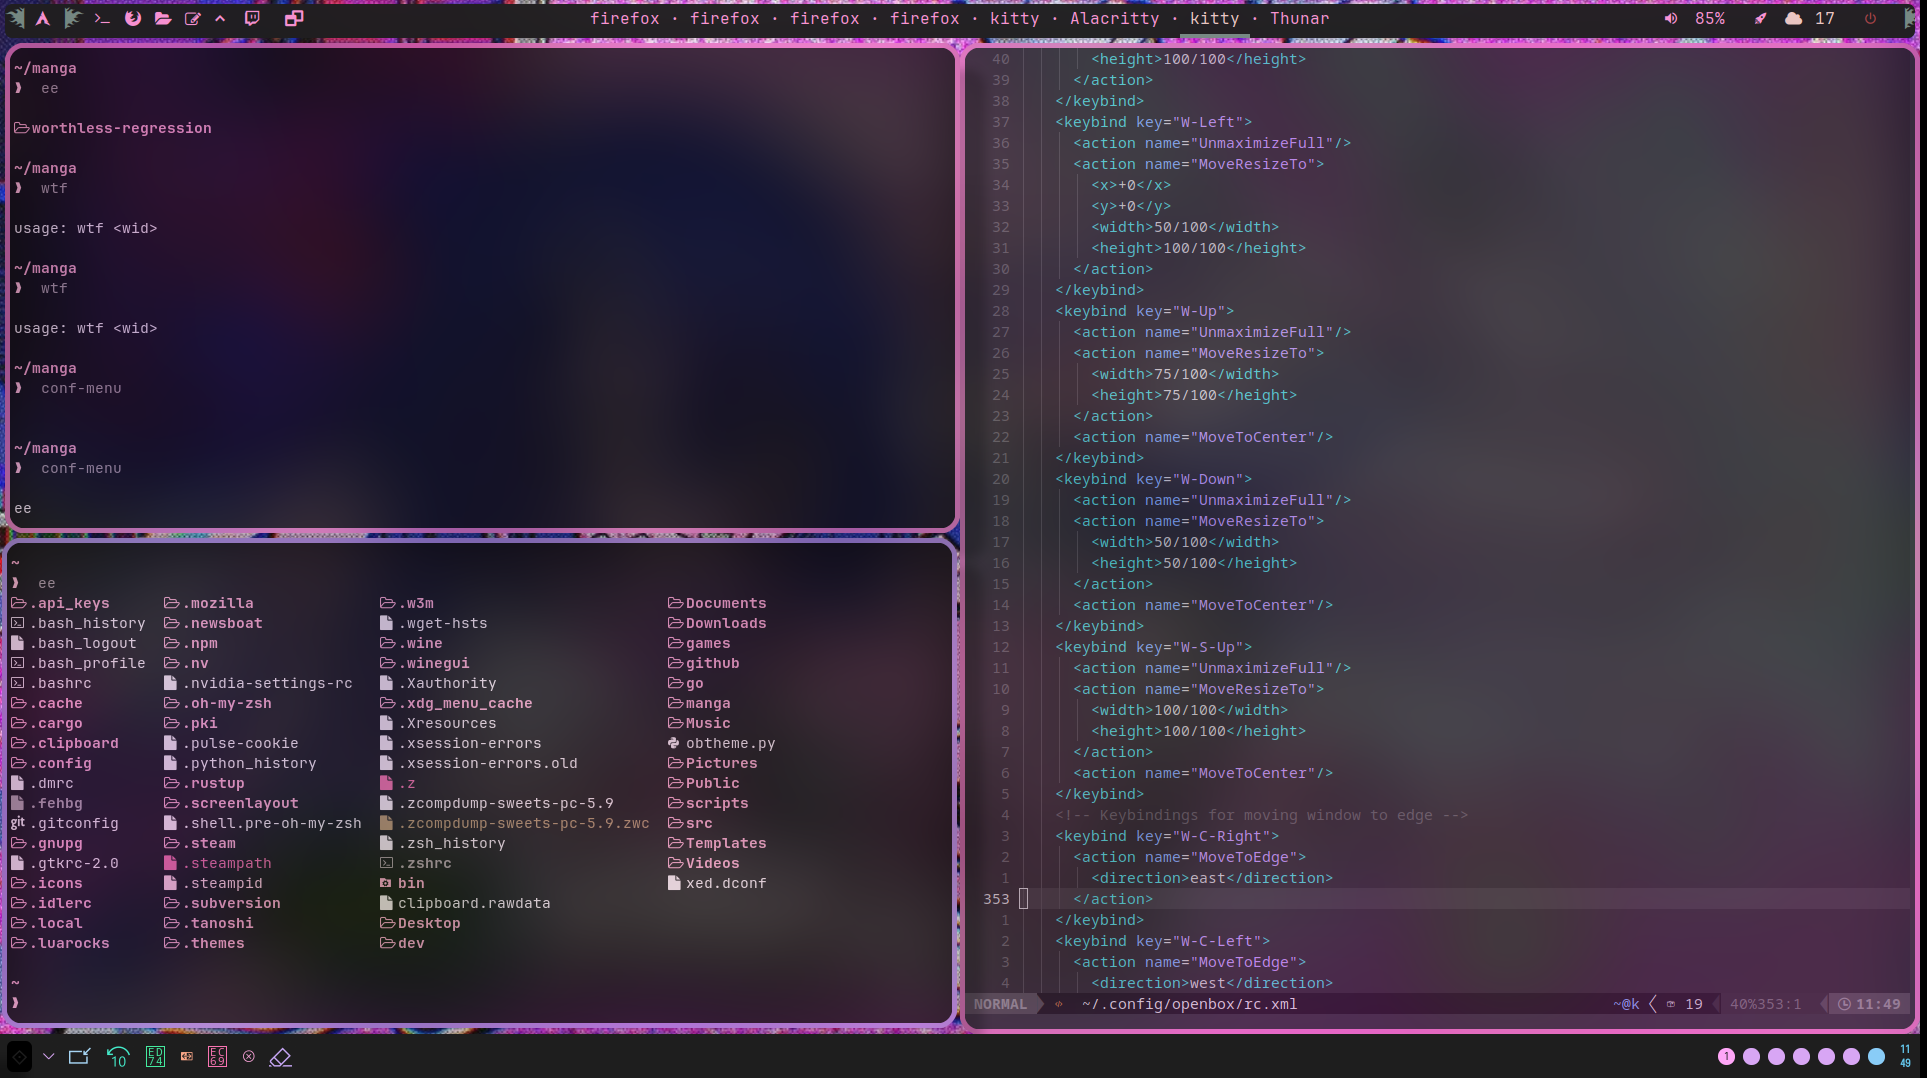 firefox · firefox · firefox · firefox · kitty · Alacritty · kitty · Thunar
85% 17
~/manga
❱ ee
worthless-regression
~/manga
❱ wtf
usage: wtf <wid>
~/manga
❱ wtf
usage: wtf <wid>
~/manga
❱ conf-menu
~/manga
❱ conf-menu
ee
~
❱ ee
.api_keys .mozilla .w3m Documents
.bash_history .newsboat .wget-hsts Downloads
.bash_logout .npm .wine games
.bash_profile .nv .winegui github
.bashrc .nvidia-settings-rc .Xauthority go
.cache .oh-my-zsh .xdg_menu_cache manga
.cargo .pki .Xresources Music
.clipboard .pulse-cookie .xsession-errors obtheme.py
.config .python_history .xsession-errors.old Pictures
.dmrc .rustup .z Public
.fehbg .screenlayout .zcompdump-sweets-pc-5.9 scripts
git .gitconfig .shell.pre-oh-my-zsh .zcompdump-sweets-pc-5.9.zwc src
.gnupg .steam .zsh_history Templates
.gtkrc-2.0 .steampath .zshrc Videos
.icons .steampid bin xed.dconf
.idlerc .subversion clipboard.rawdata
.local .tanoshi Desktop
.luarocks .themes dev
~
❱
40 <height>100/100</height>
39 </action>
38 </keybind>
37 <keybind key="W-Left">
36 <action name="UnmaximizeFull"/>
35 <action name="MoveResizeTo">
34 <x>+0</x>
33 <y>+0</y>
32 <width>50/100</width>
31 <height>100/100</height>
30 </action>
29 </keybind>
28 <keybind key="W-Up">
27 <action name="UnmaximizeFull"/>
26 <action name="MoveResizeTo">
25 <width>75/100</width>
24 <height>75/100</height>
23 </action>
22 <action name="MoveToCenter"/>
21 </keybind>
20 <keybind key="W-Down">
19 <action name="UnmaximizeFull"/>
18 <action name="MoveResizeTo">
17 <width>50/100</width>
16 <height>50/100</height>
15 </action>
14 <action name="MoveToCenter"/>
13 </keybind>
12 <keybind key="W-S-Up">
11 <action name="UnmaximizeFull"/>
10 <action name="MoveResizeTo">
9 <width>100/100</width>
8 <height>100/100</height>
7 </action>
6 <action name="MoveToCenter"/>
5 </keybind>
4 <!-- Keybindings for moving window to edge -->
3 <keybind key="W-C-Right">
2 <action name="MoveToEdge">
1 <direction>east</direction>
353 </action>
1 </keybind>
2 <keybind key="W-C-Left">
3 <action name="MoveToEdge">
4 <direction>west</direction>
NORMAL ~/.config/openbox/rc.xml ~@k 19 40%353:1 11:49
10 ED 74 EC 69 1 11 49